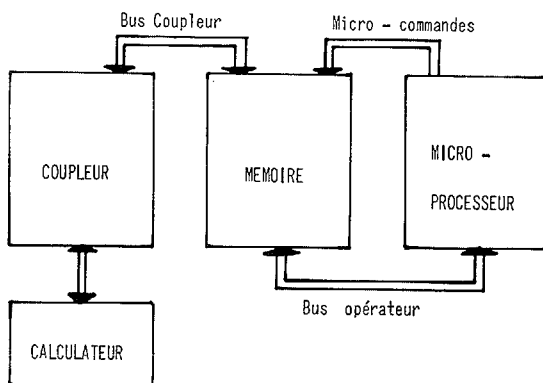 Bus Coupleur
Micro - commandes
COUPLEUR
MEMOIRE
MICRO -
PROCESSEUR
Bus opérateur
CALCULATEUR